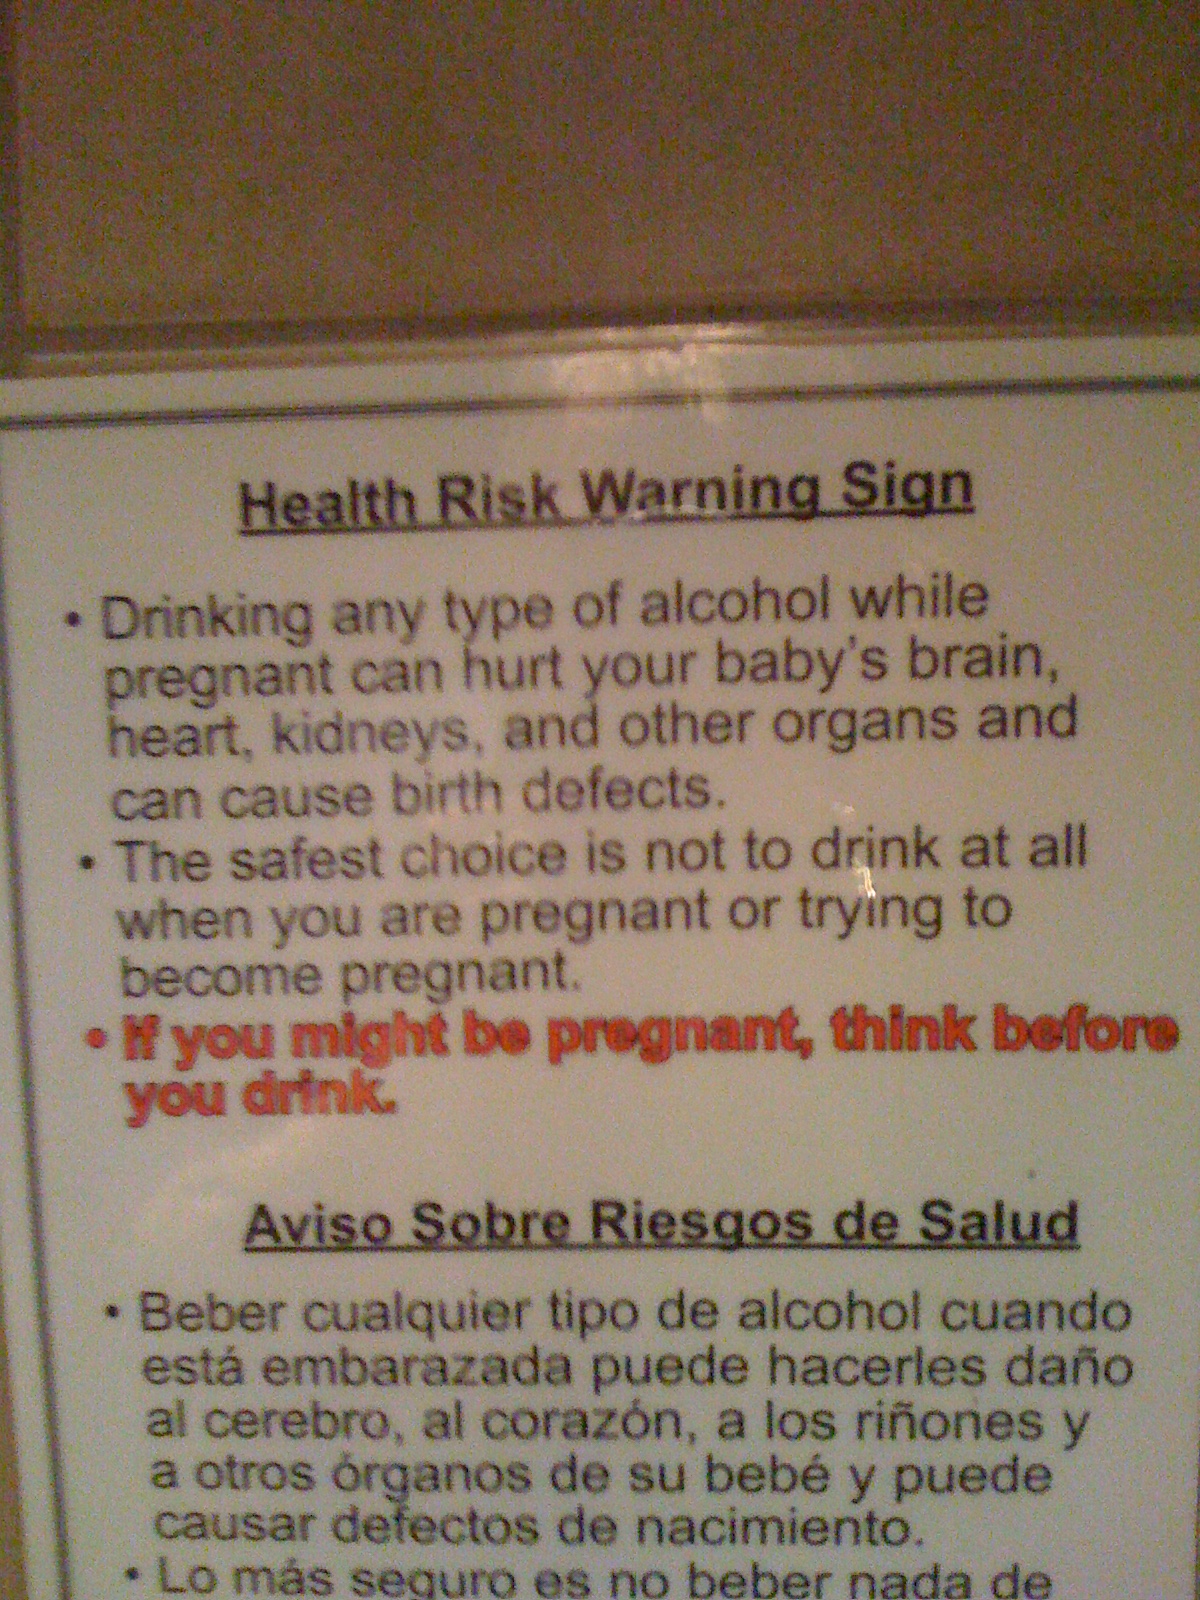 Health Risk Warning Sign
• Drinking any type of alcohol while
pregnant can hurt your baby's brain,
heart, kidneys, and other organs and
can cause birth defects.
• The safest choice is not to drink at all
when you are pregnant or trying to
become pregnant.
• If you might be pregnant, think before
you drink.
Aviso Sobre Riesgos de Salud
• Beber cualquier tipo de alcohol cuando
está embarazada puede hacerles daño
al cerebro, al corazón, a los riñones y
a otros órganos de su bebé y puede
causar defectos de nacimiento.
• Lo más seguro es no beber nada de